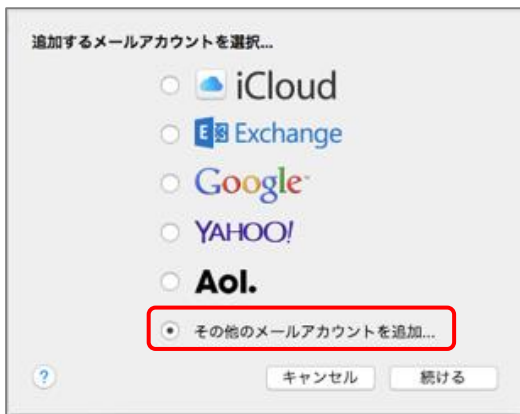 追加するメールアカウントを選択...
iCloud
E Exchange
Google
YAHOO!
Aol.
その他のメールアカウントを追加...
? キャンセル 続ける